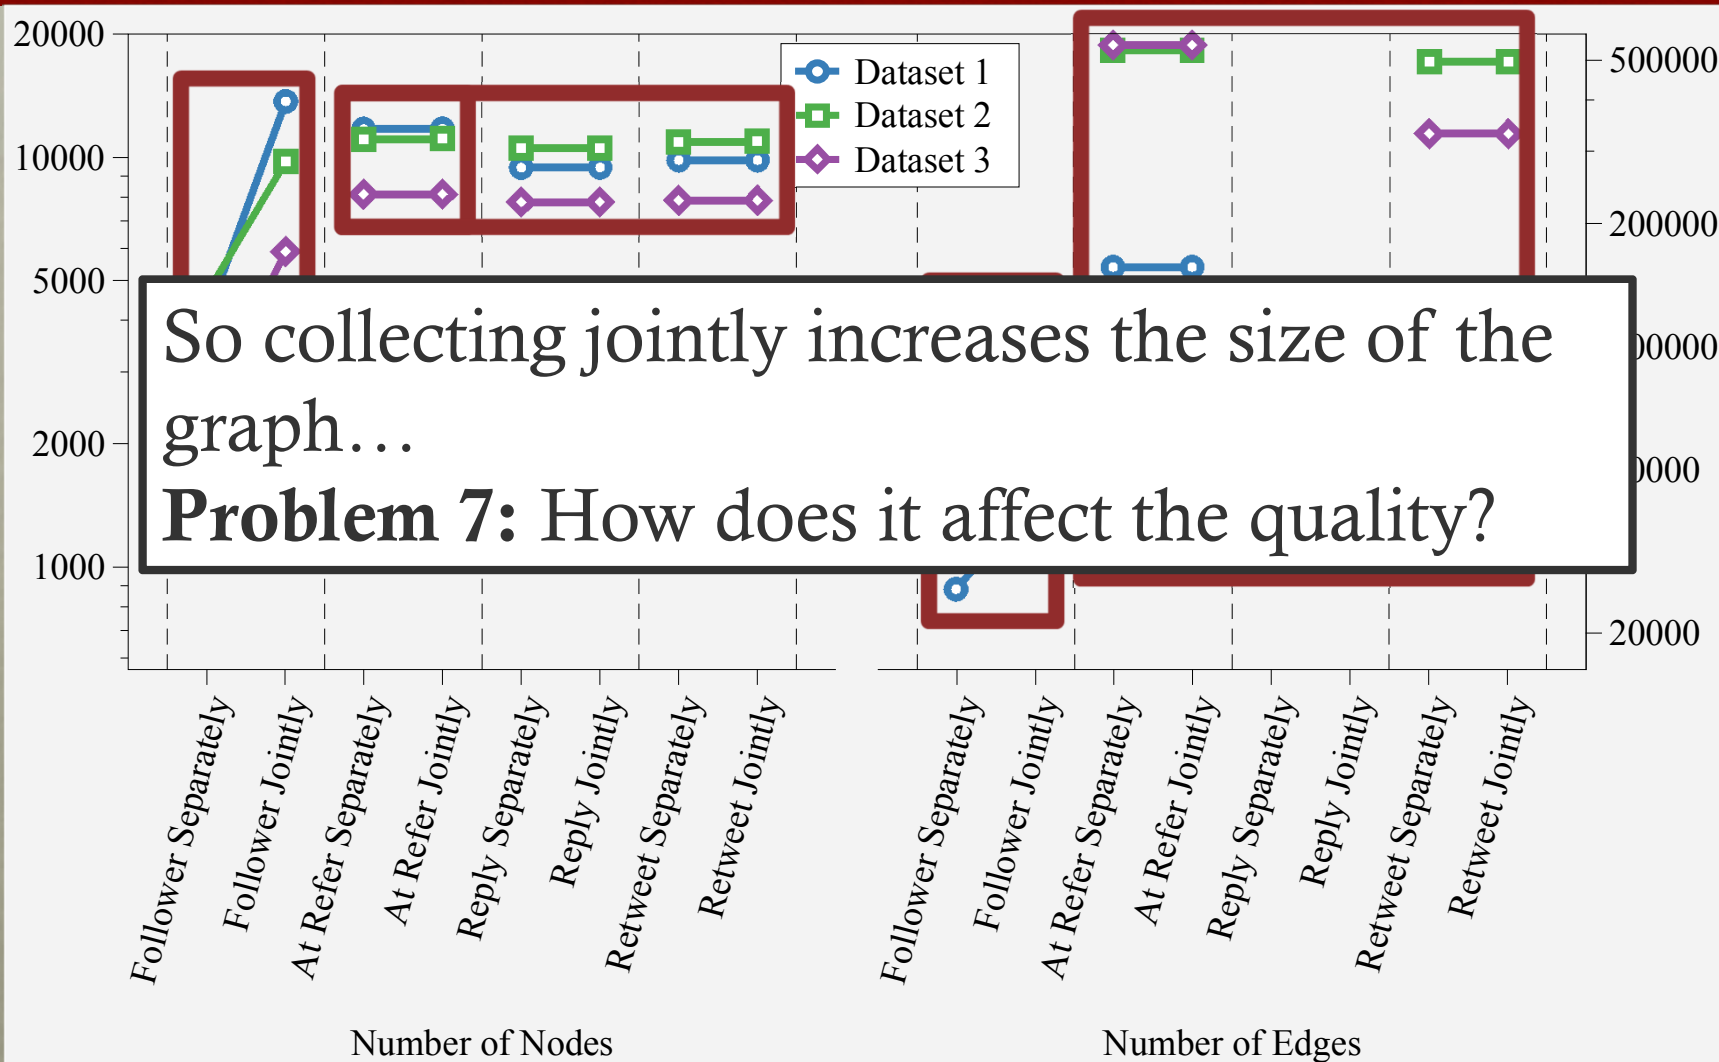 20000
10000
5000
2000
1000
Dataset 1
Dataset 2
Dataset 3
500000
200000
20000
So collecting jointly increases the size of the
graph…
Problem 7: How does it affect the quality?
Follower Separately
Follower Jointly
At Refer Separately
At Refer Jointly
Reply Separately
Reply Jointly
Retweet Separately
Retweet Jointly
Follower Separately
Follower Jointly
At Refer Separately
At Refer Jointly
Reply Separately
Reply Jointly
Retweet Separately
Retweet Jointly
Number of Nodes
Number of Edges